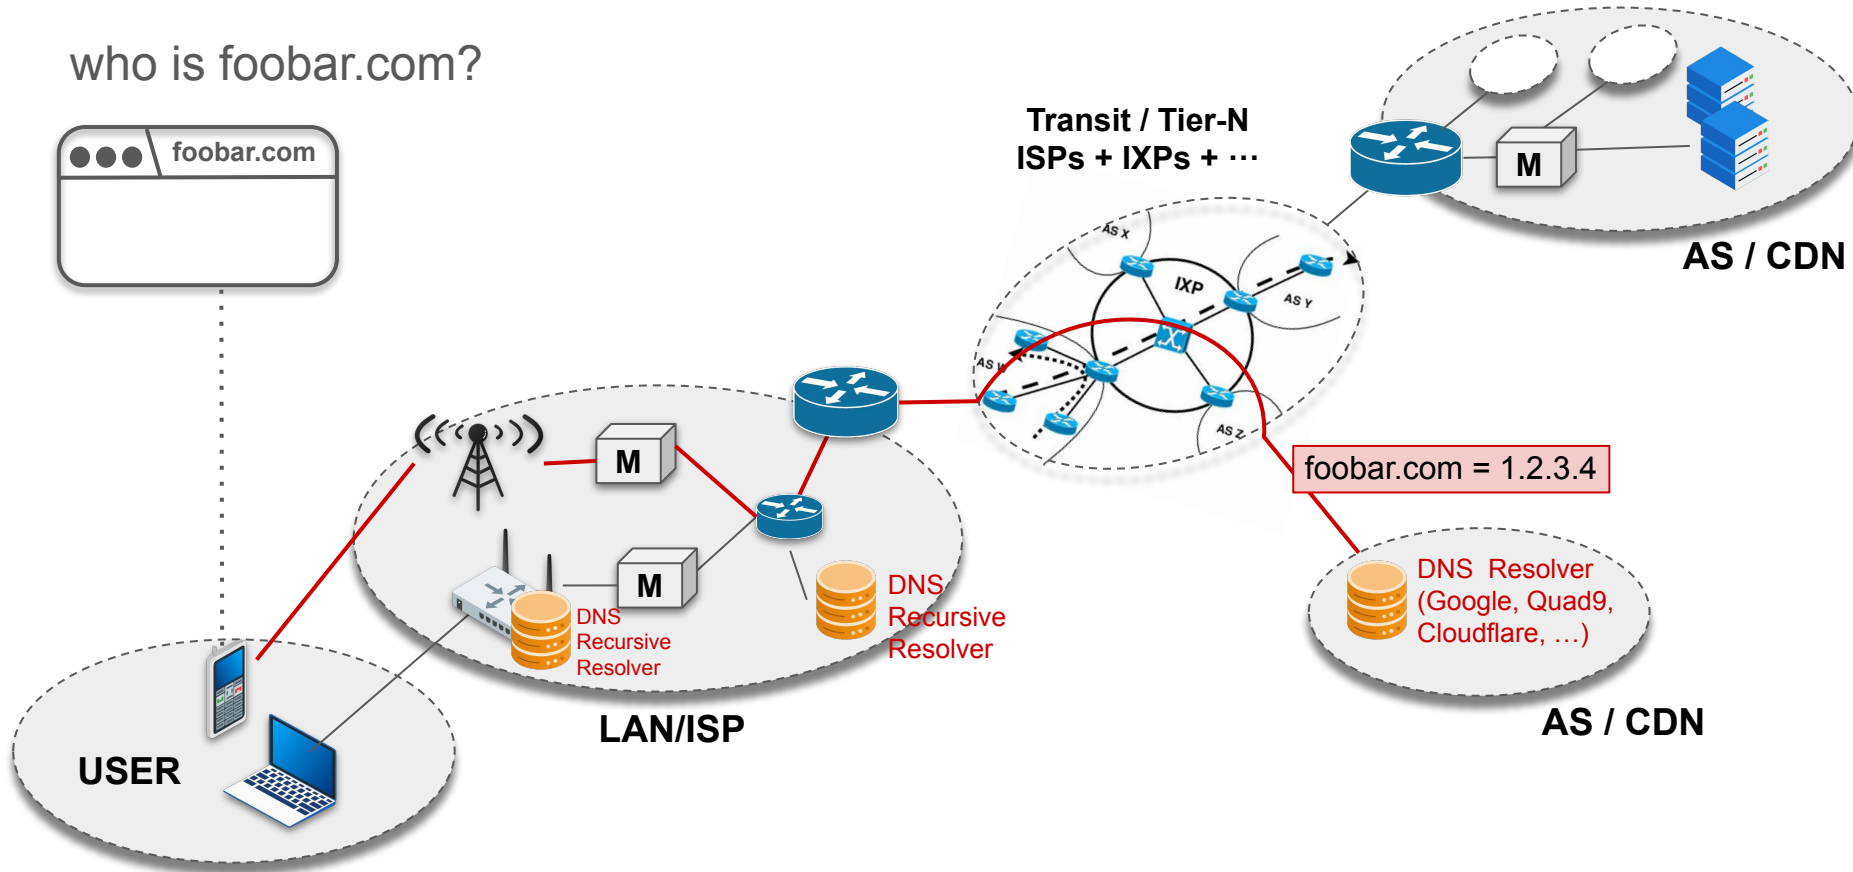 who is foobar.com?
foobar.com
Transit / Tier-N
ISPs + IXPs + ···
M
AS / CDN
AS X
IXP
AS Y
AS W
AS Z
foobar.com = 1.2.3.4
M
M
DNS
Recursive
Resolver
DNS
Recursive
Resolver
DNS Resolver
(Google, Quad9,
Cloudflare, …)
LAN/ISP
AS / CDN
USER